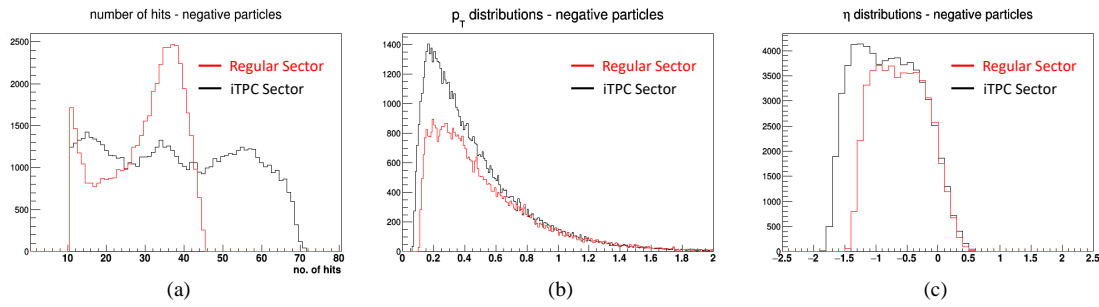 number of hits - negative particles
2500
2000
1500
1000
500
0
10 20 30 40 50 60 70 80
no. of hits
Regular Sector
iTPC Sector
(a)
p_T distributions - negative particles
1400
1200
1000
800
600
400
200
0
0 0.2 0.4 0.6 0.8 1 1.2 1.4 1.6 1.8 2
Regular Sector
iTPC Sector
(b)
η distributions - negative particles
4000
3500
3000
2500
2000
1500
1000
500
0
−2.5 −2 −1.5 −1 −0.5 0 0.5 1 1.5 2 2.5
Regular Sector
iTPC Sector
(c)